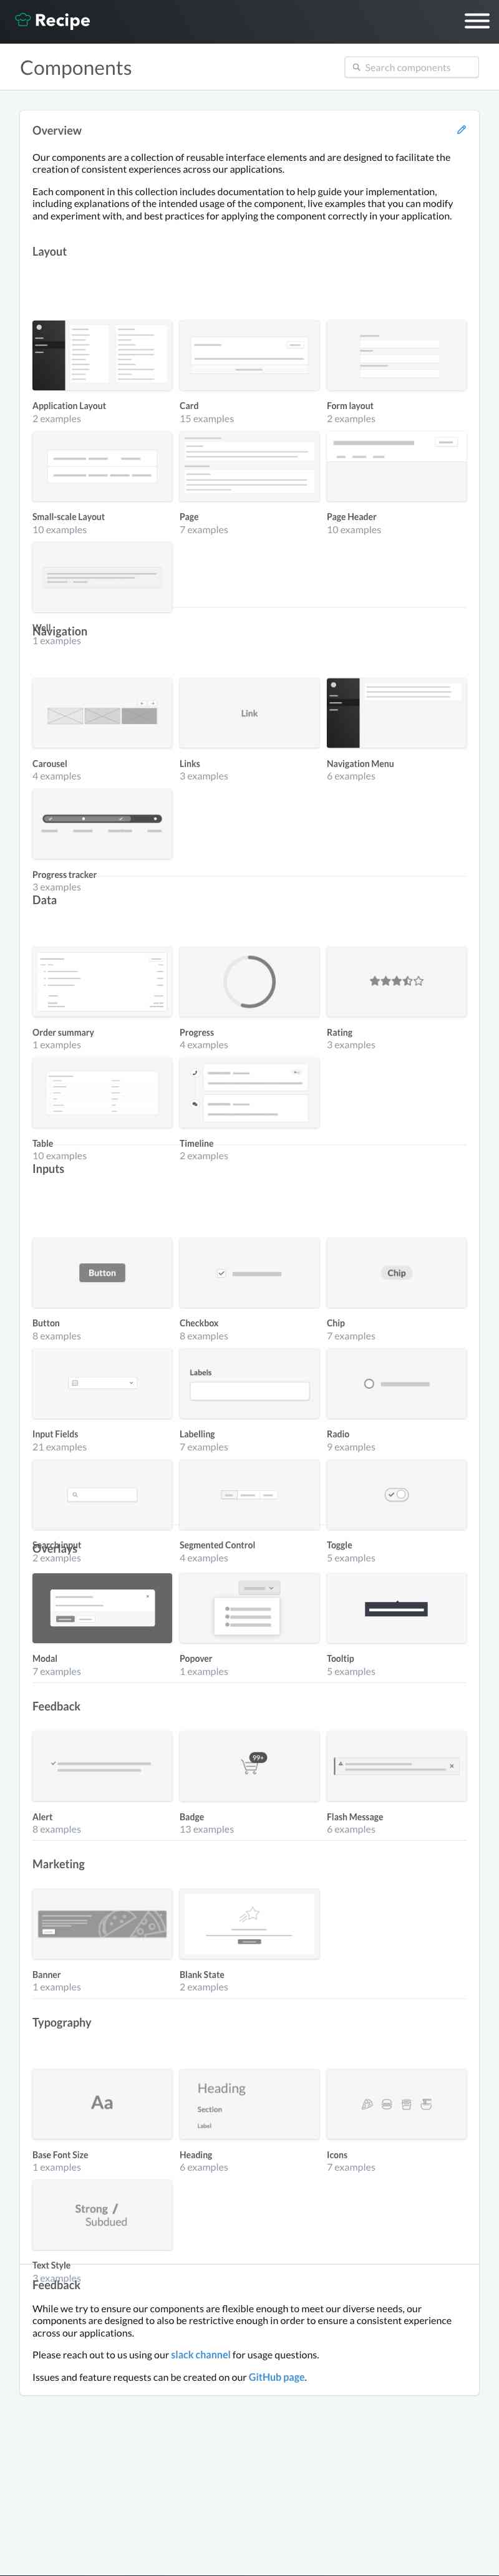 Recipe
Components
Search components
Overview
Our components are a collection of reusable interface elements and are designed to facilitate the
creation of consistent experiences across our applications.
Each component in this collection includes documentation to help guide your implementation,
including explanations of the intended usage of the component, live examples that you can modify
and experiment with, and best practices for applying the component correctly in your application.
Layout
Application Layout
2 examples
Card
15 examples
Form layout
2 examples
Small-scale Layout
10 examples
Page
7 examples
Page Header
10 examples
Well
1 examples
Navigation
Carousel
4 examples
Link
Links
3 examples
Navigation Menu
6 examples
Progress tracker
3 examples
Data
Order summary
1 examples
Progress
4 examples
Rating
3 examples
Table
10 examples
Timeline
2 examples
Inputs
Button
Button
8 examples
Checkbox
8 examples
Chip
Chip
7 examples
Input Fields
21 examples
Labels
Labelling
7 examples
Radio
9 examples
Search input
2 examples
Segmented Control
4 examples
Toggle
5 examples
Overlays
Modal
7 examples
Popover
1 examples
Tooltip
5 examples
Feedback
Alert
8 examples
99+
Badge
13 examples
Flash Message
6 examples
Marketing
Banner
1 examples
Blank State
2 examples
Typography
Aa
Base Font Size
1 examples
Heading
Section
Label
Heading
6 examples
Icons
7 examples
Strong /
Subdued
Text Style
3 examples
Feedback
While we try to ensure our components are flexible enough to meet our diverse needs, our
components are designed to also be restrictive enough in order to ensure a consistent experience
across our applications.
Please reach out to us using our slack channel for usage questions.
Issues and feature requests can be created on our GitHub page.